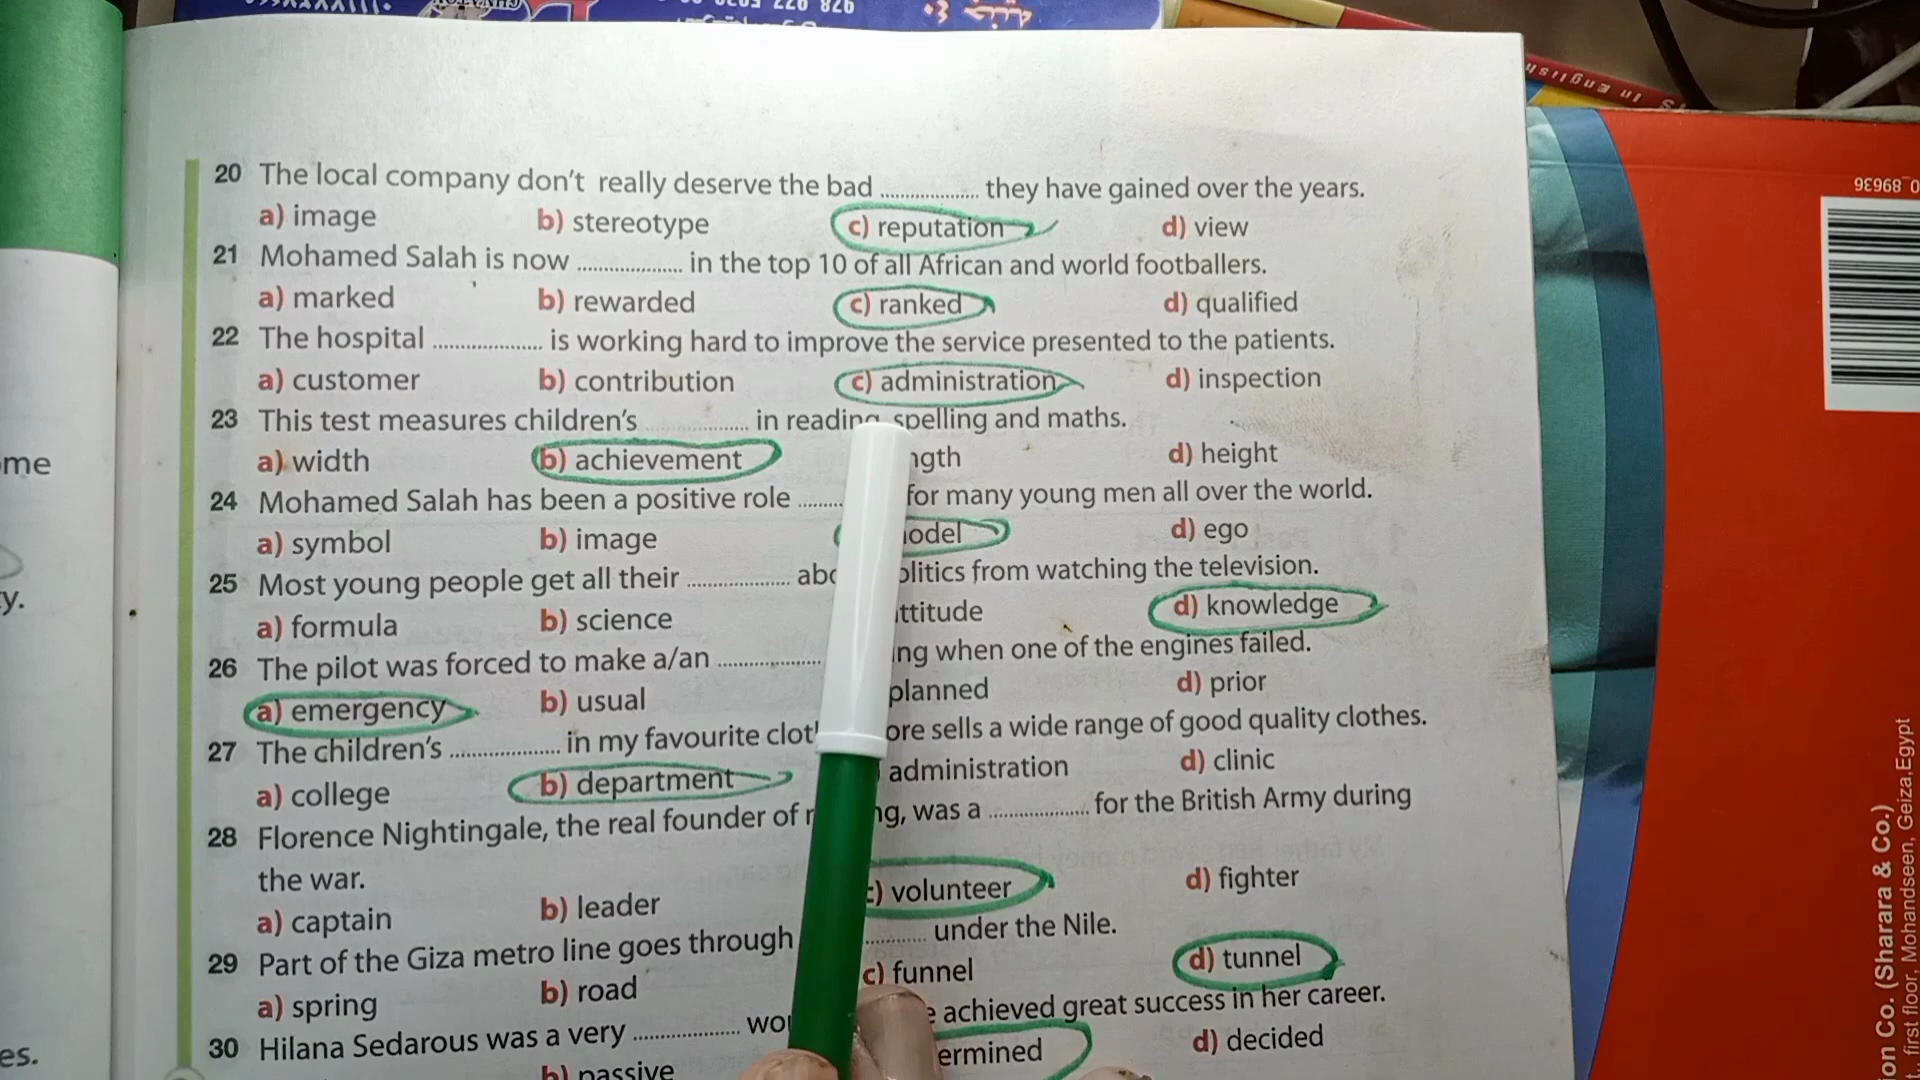 20 The local company don't really deserve the bad .................. they have gained over the years.
a) image b) stereotype c) reputation d) view
21 Mohamed Salah is now .................. in the top 10 of all African and world footballers.
a) marked b) rewarded c) ranked d) qualified
22 The hospital .................. is working hard to improve the service presented to the patients.
a) customer b) contribution c) administration d) inspection
23 This test measures children's .................. in reading, spelling and maths.
a) width b) achievement ngth d) height
24 Mohamed Salah has been a positive role ........ for many young men all over the world.
a) symbol b) image odel d) ego
25 Most young people get all their .................. abo olitics from watching the television.
a) formula b) science ttitude d) knowledge
26 The pilot was forced to make a/an .................. ng when one of the engines failed.
a) emergency b) usual planned d) prior
27 The children's .................. in my favourite clot ore sells a wide range of good quality clothes.
a) college b) department administration d) clinic
28 Florence Nightingale, the real founder of ng, was a .................. for the British Army during
the war.
a) captain b) leader c) volunteer d) fighter
29 Part of the Giza metro line goes through ........... under the Nile.
a) spring b) road c) funnel d) tunnel
30 Hilana Sedarous was a very .................. wo e achieved great success in her career.
b) passive ermined d) decided
me
y.
es.
on Co. (Sharara & Co.)
first floor, Mohandseen, Geiza, Egypt